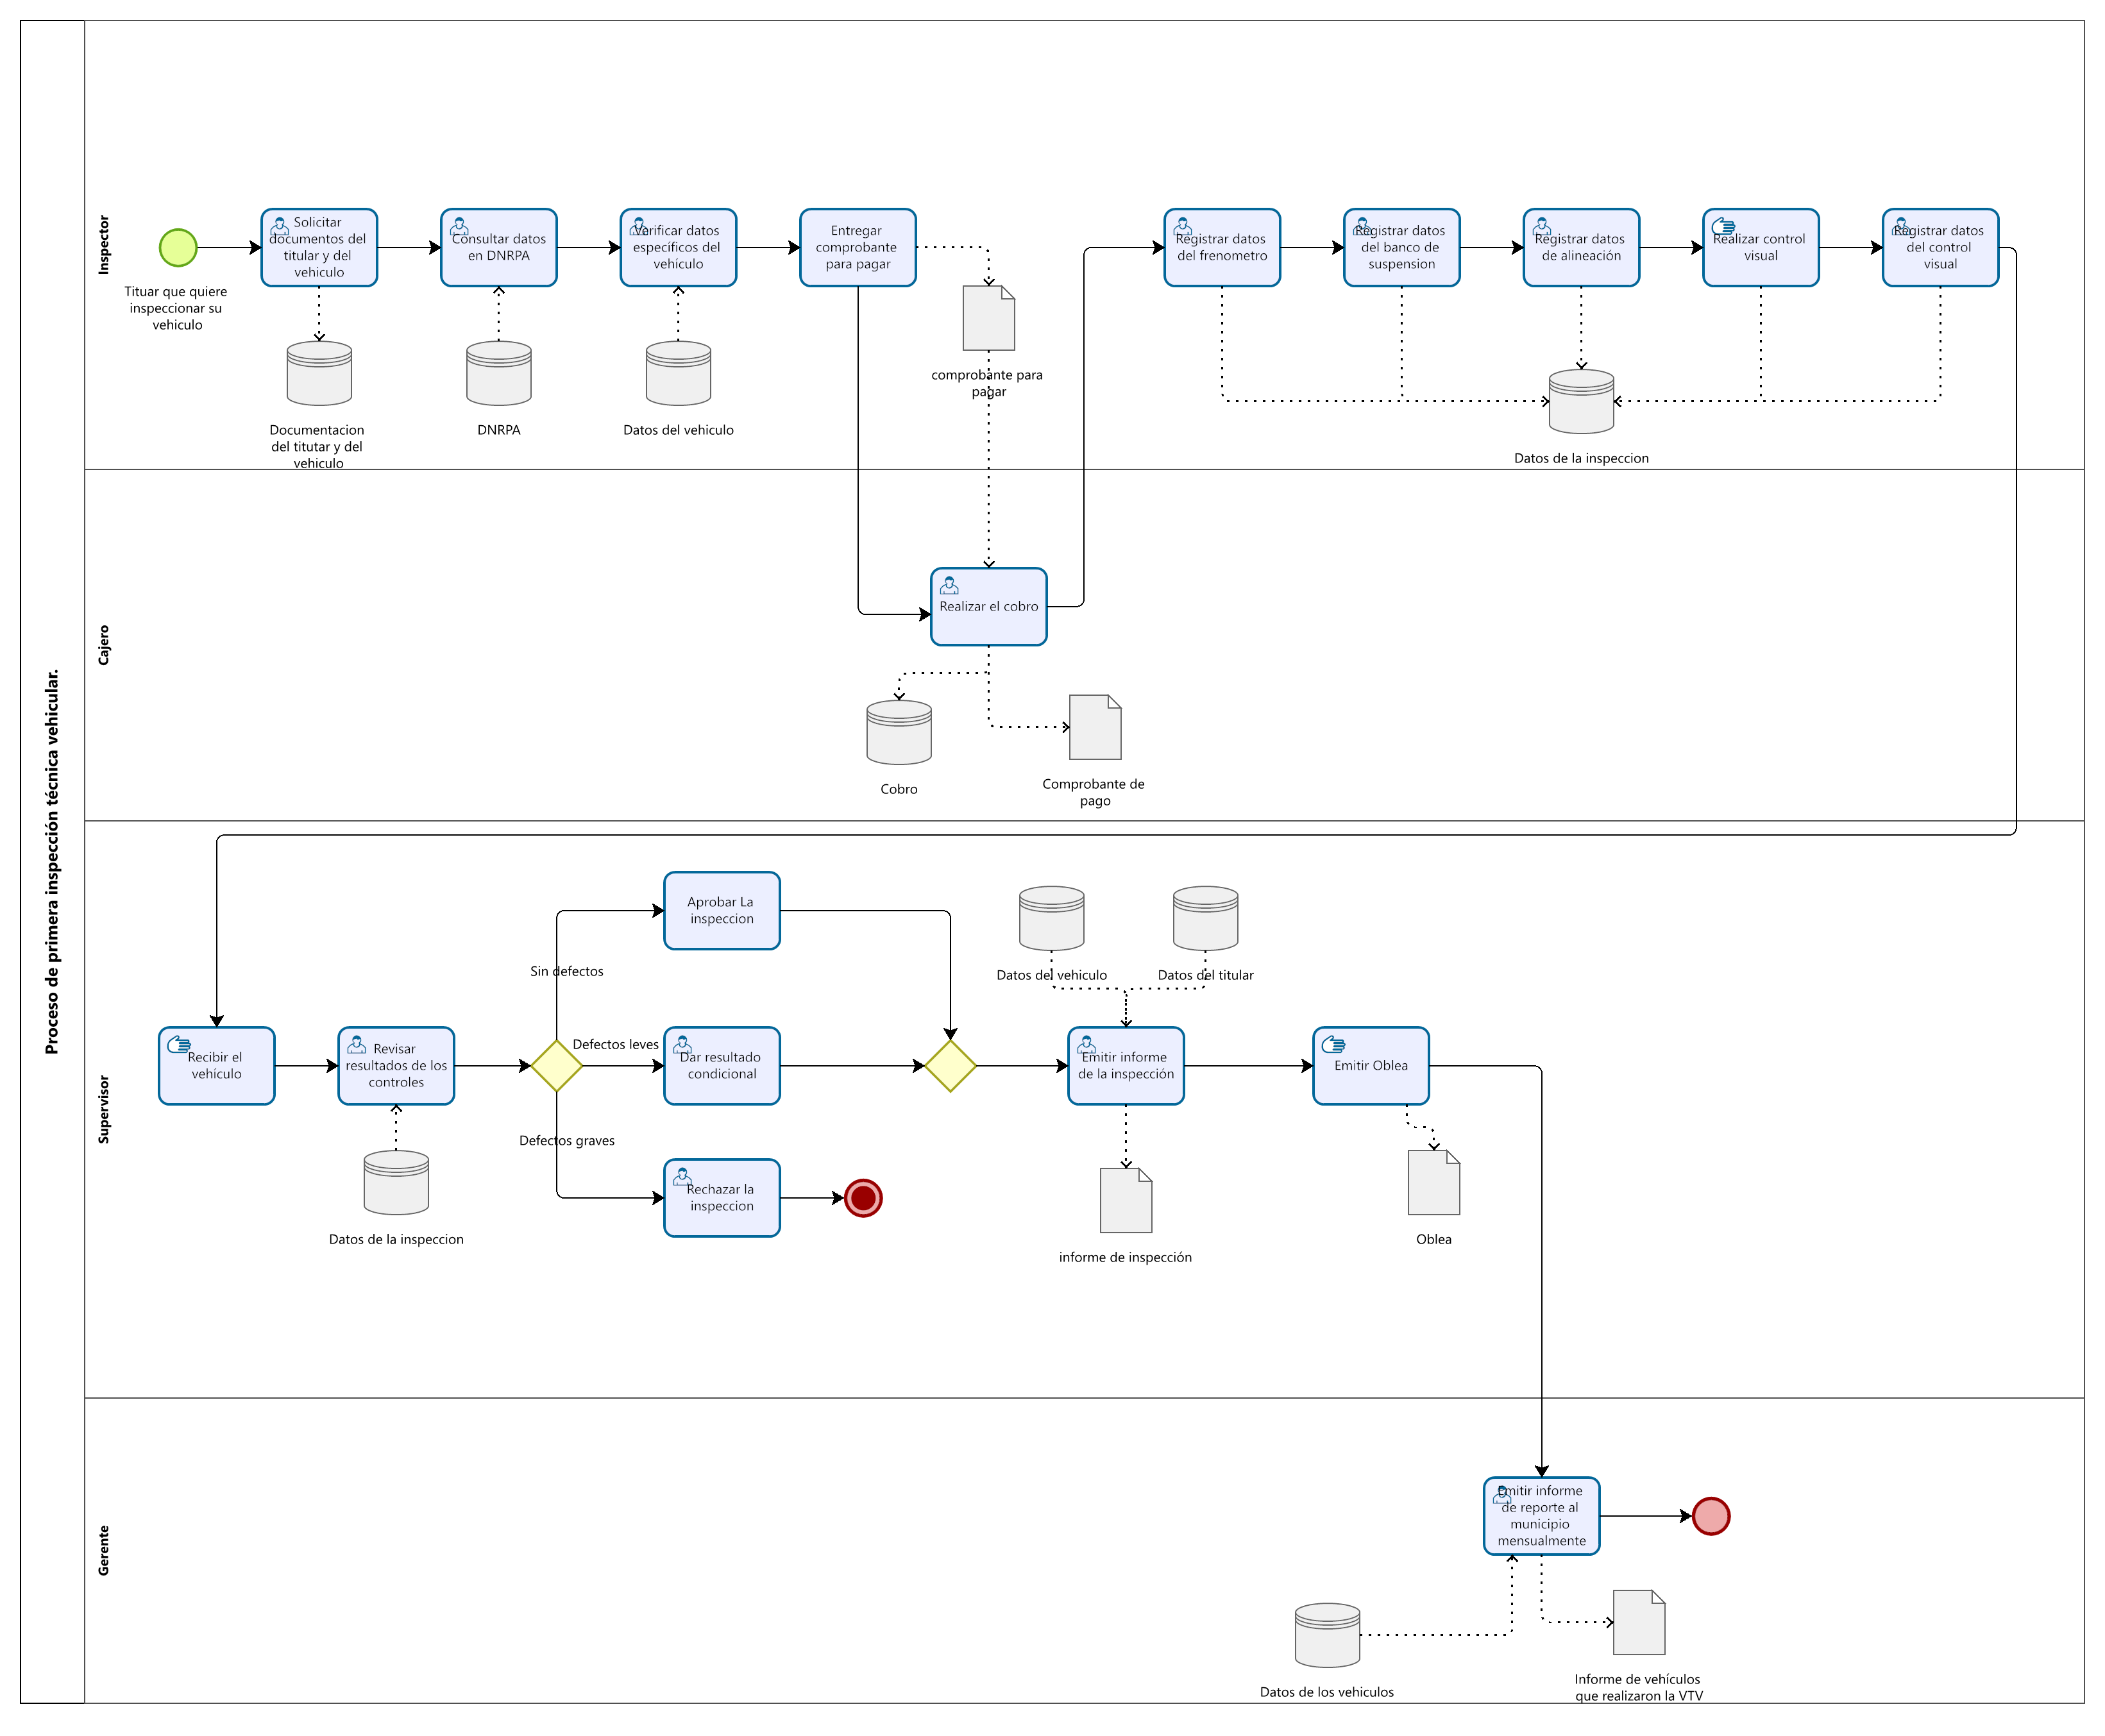 Proceso de primera inspección técnica vehicular.
Inspector
Tituar que quiere
inspeccionar su
vehiculo
Solicitar
documentos del
titular y del
vehiculo
Consultar datos
en DNRPA
Verificar datos
específicos del
vehículo
Entregar
comprobante
para pagar
Registrar datos
del frenometro
Registrar datos
del banco de
suspension
Registrar datos
de alineación
Realizar control
visual
Registrar datos
del control
visual
Documentacion
del titutar y del
vehiculo
DNRPA
Datos del vehiculo
comprobante para
pagar
Datos de la inspeccion
Cajero
Realizar el cobro
Cobro
Comprobante de
pago
Supervisor
Aprobar La
inspeccion
Sin defectos
Datos del vehiculo
Datos del titular
Recibir el
vehículo
Revisar
resultados de los
controles
Defectos leves
Dar resultado
condicional
Emitir informe
de la inspección
Emitir Oblea
Defectos graves
Rechazar la
inspeccion
Datos de la inspeccion
informe de inspección
Oblea
Gerente
Emitir informe
de reporte al
municipio
mensualmente
Datos de los vehiculos
Informe de vehículos
que realizaron la VTV